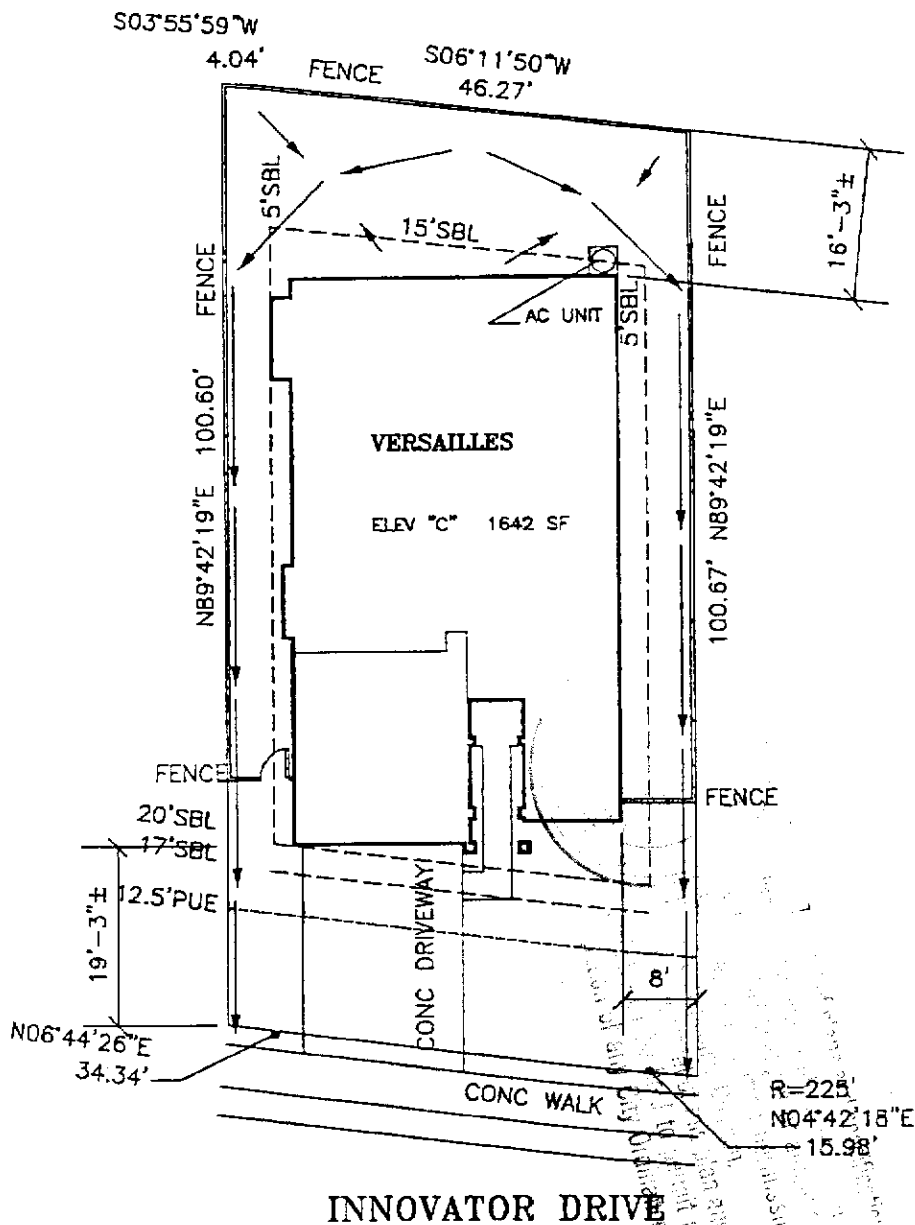 S03°55'59"W
4.04'
FENCE
S06°11'50"W
46.27'
5'SBL
15'SBL
FENCE
FENCE
16'-3"±
AC UNIT
5'SBL
N89°42'19"E 100.60'
VERSAILLES
ELEV "C" 1642 SF
100.67' N89°42'19"E
FENCE
FENCE
20'SBL
17'SBL
12.5'PUE
19'-3"±
CONC DRIVEWAY
8'
N06°44'26"E
34.34'
CONC WALK
R=225'
N04°42'18"E
15.98'
INNOVATOR DRIVE